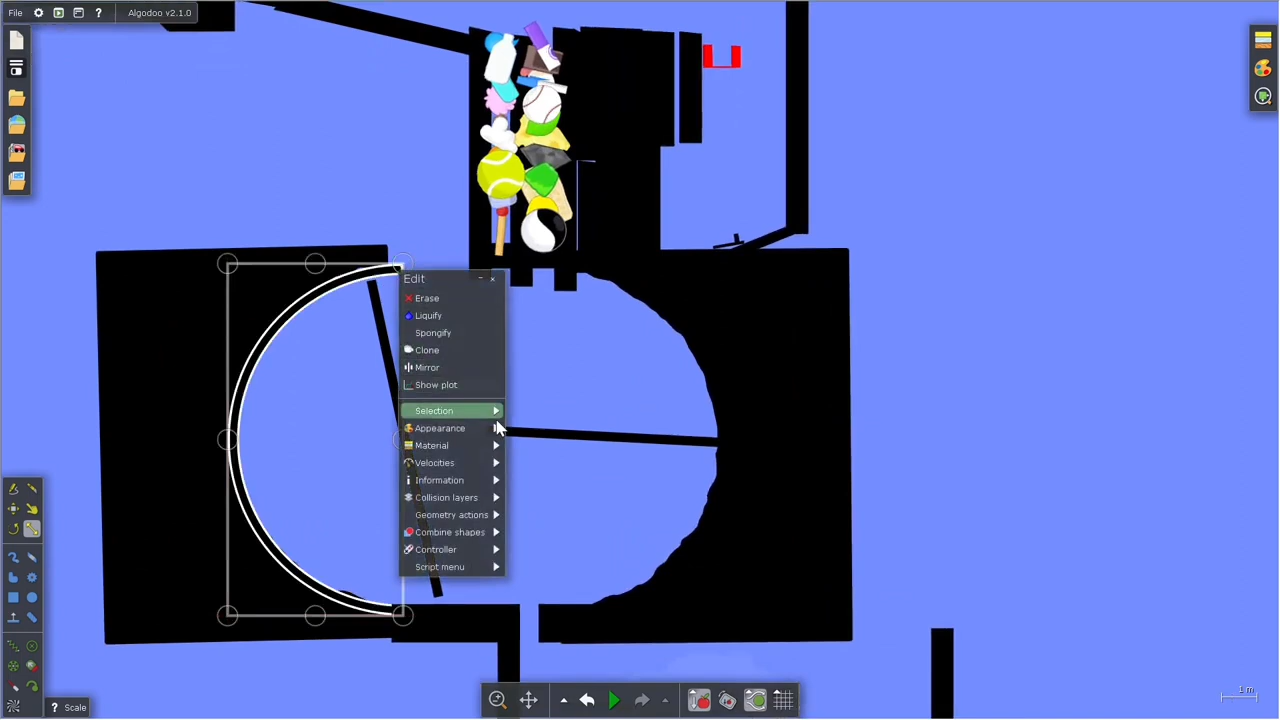 File
?
Algodoo v2.1.0
Edit
Erase
Liquify
Spongify
Clone
Mirror
Show plot
Selection
Appearance
Material
Velocities
Information
Collision layers
Geometry actions
Combine shapes
Controller
Script menu
? Scale
1 m